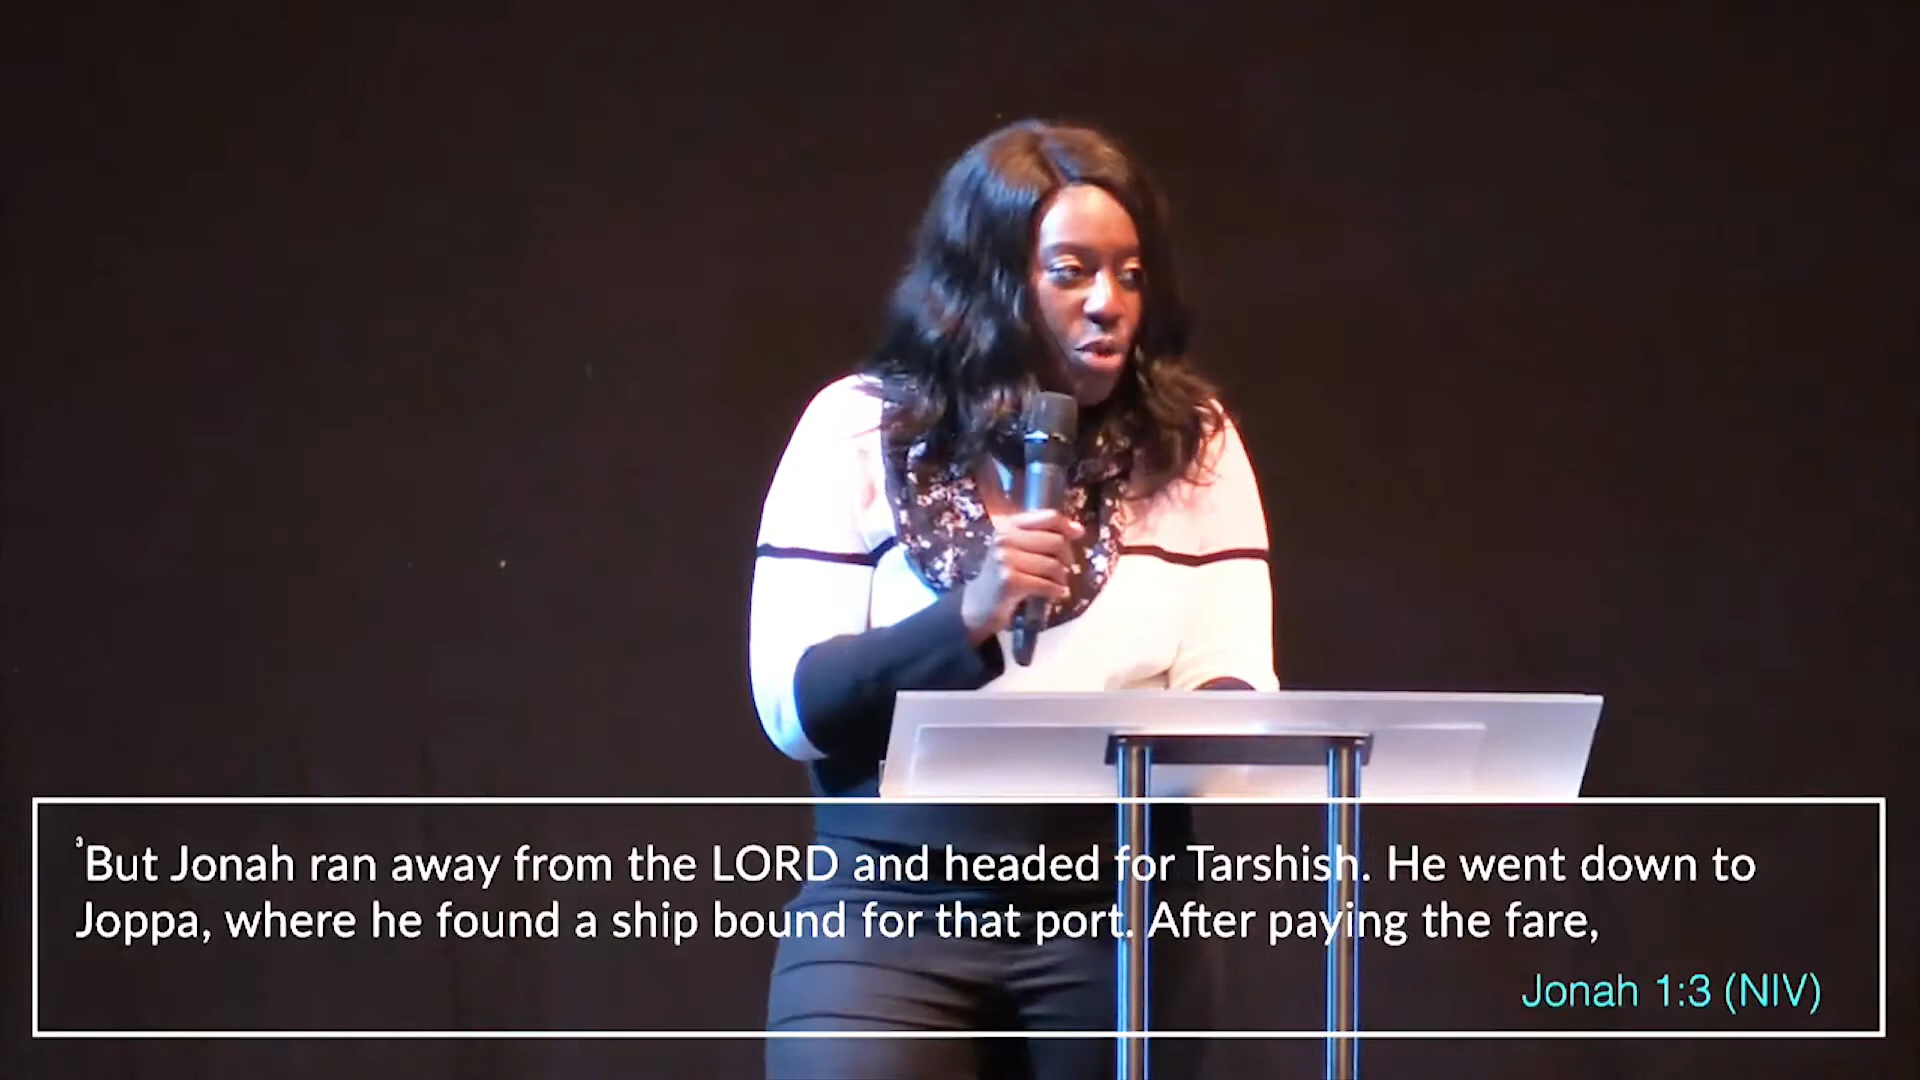 ³But Jonah ran away from the LORD and headed for Tarshish. He went down to
Joppa, where he found a ship bound for that port. After paying the fare,
Jonah 1:3 (NIV)